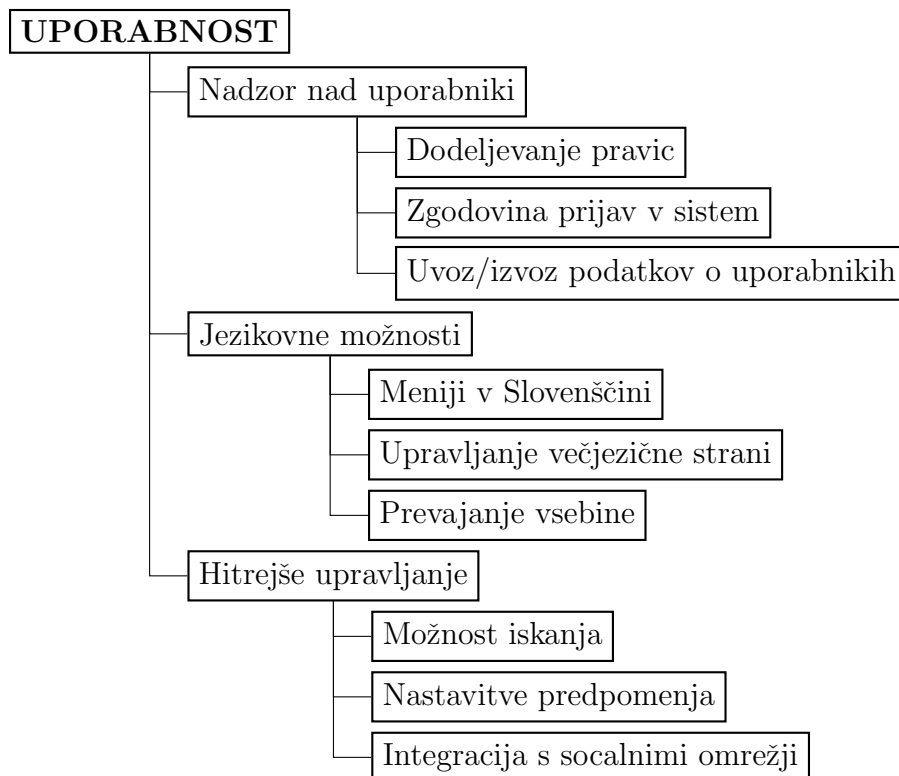 UPORABNOST
Nadzor nad uporabniki
Dodeljevanje pravic
Zgodovina prijav v sistem
Uvoz/izvoz podatkov o uporabnikih
Jezikovne možnosti
Meniji v Slovenščini
Upravljanje večjezične strani
Prevajanje vsebine
Hitrejše upravljanje
Možnost iskanja
Nastavitve predpomenja
Integracija s socalnimi omrežji